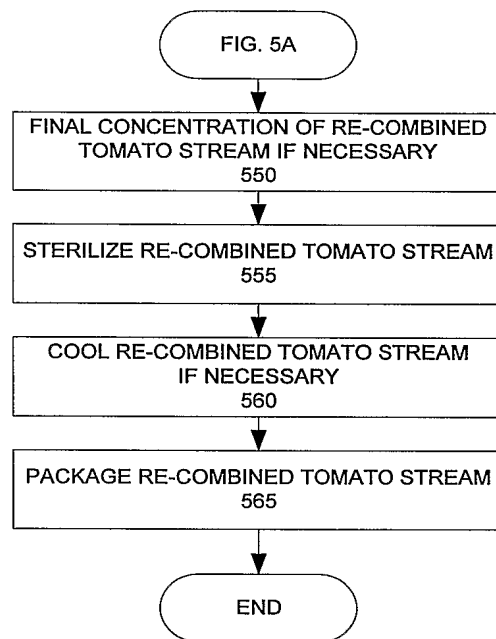 FIG. 5A
FINAL CONCENTRATION OF RE-COMBINED
TOMATO STREAM IF NECESSARY
550
STERILIZE RE-COMBINED TOMATO STREAM
555
COOL RE-COMBINED TOMATO STREAM
IF NECESSARY
560
PACKAGE RE-COMBINED TOMATO STREAM
565
END